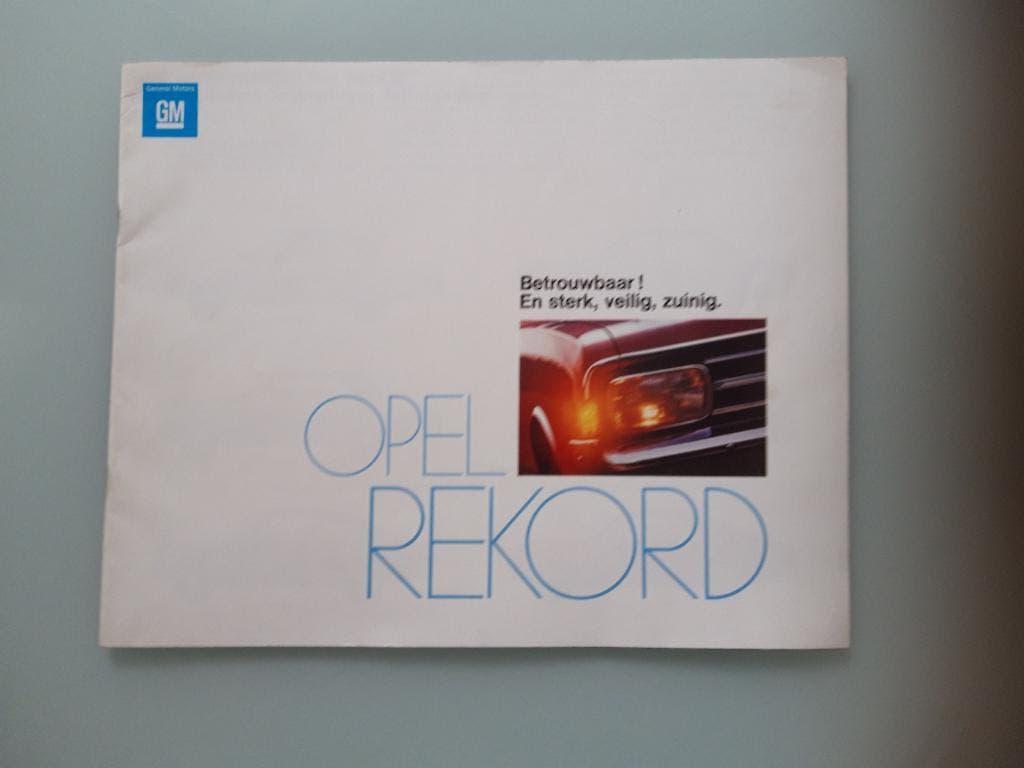 General Motors
GM
Betrouwbaar!
En sterk, veilig, zuinig.
OPEL
REKORD